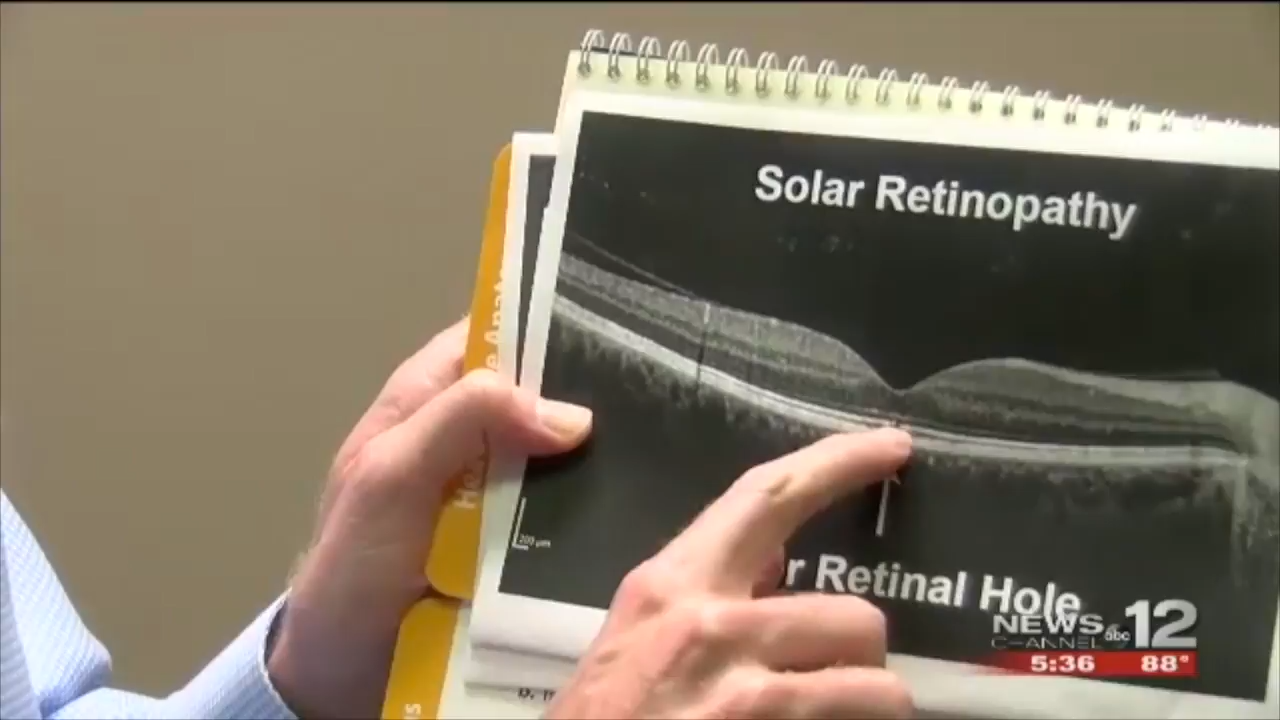 Solar Retinopathy
200 µm
r Retinal Hole
NEWS abc 12
CHANNEL
5:36 88°